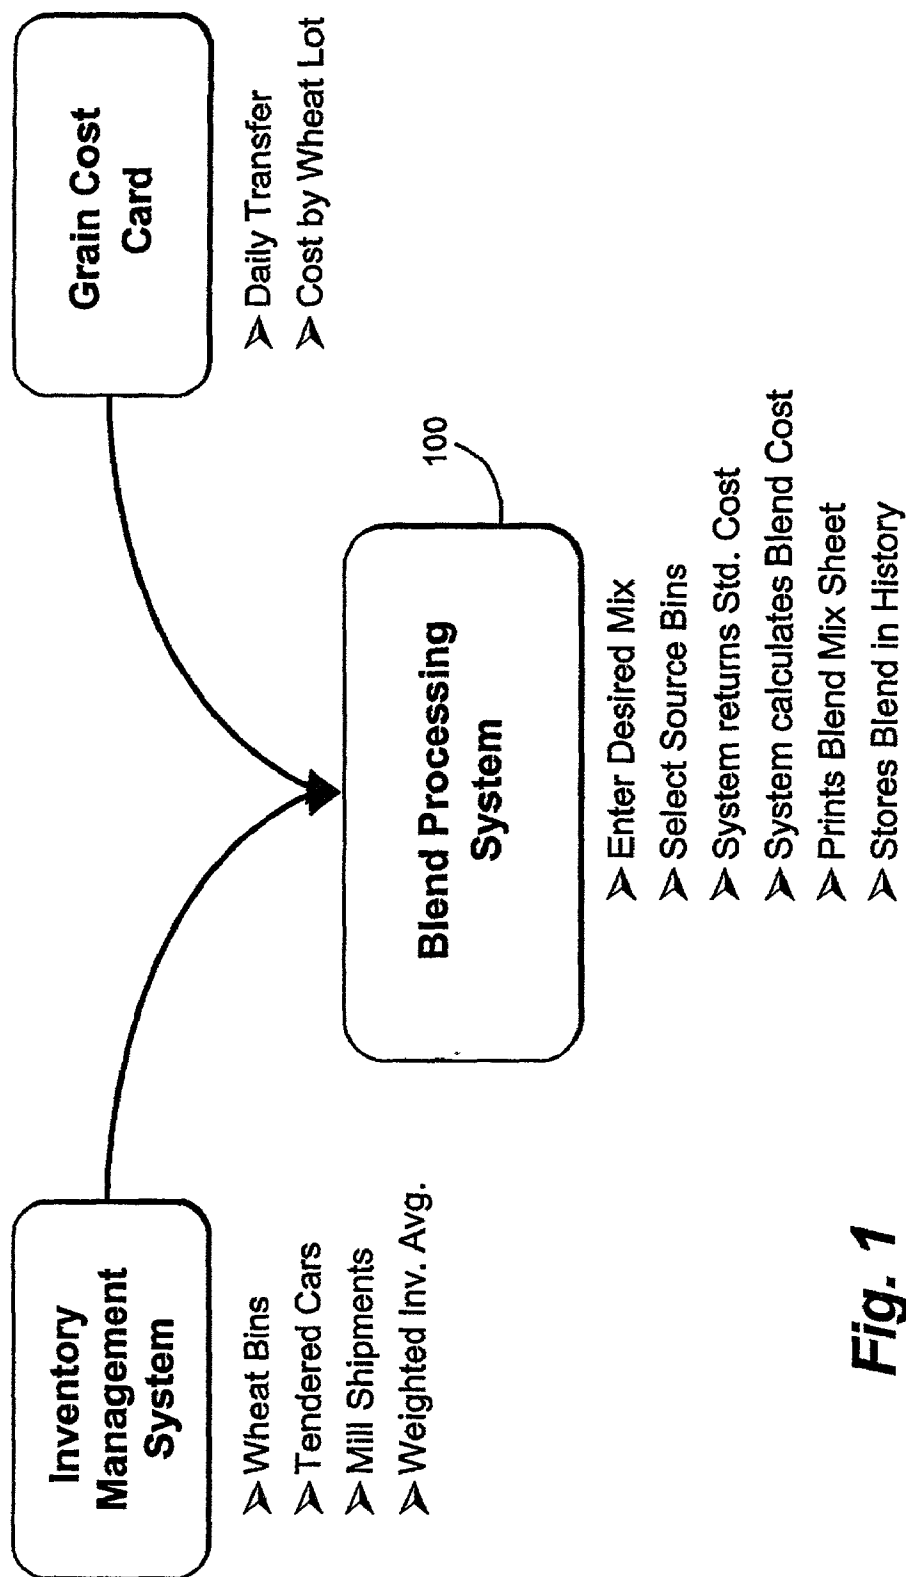 Inventory
Management
System
➢ Wheat Bins
➢ Tendered Cars
➢ Mill Shipments
➢ Weighted Inv. Avg.
Grain Cost
Card
➢ Daily Transfer
➢ Cost by Wheat Lot
100
Blend Processing
System
➢ Enter Desired Mix
➢ Select Source Bins
➢ System returns Std. Cost
➢ System calculates Blend Cost
➢ Prints Blend Mix Sheet
➢ Stores Blend in History
Fig. 1